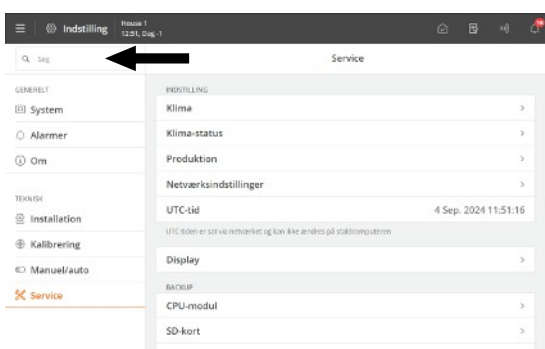 Indstilling
House 1
12:51, Dag -1
Søg
Service
GENERELT
System
Alarmer
Om
TEKNISK
Installation
Kalibrering
Manuel/auto
Service
INDSTILLING
Klima
Klima-status
Produktion
Netværksindstillinger
UTC-tid 4 Sep. 2024 11:51:16
UTC-tiden er sat via netværket og kan ikke ændres på staldcomputeren
Display
BACKUP
CPU-modul
SD-kort